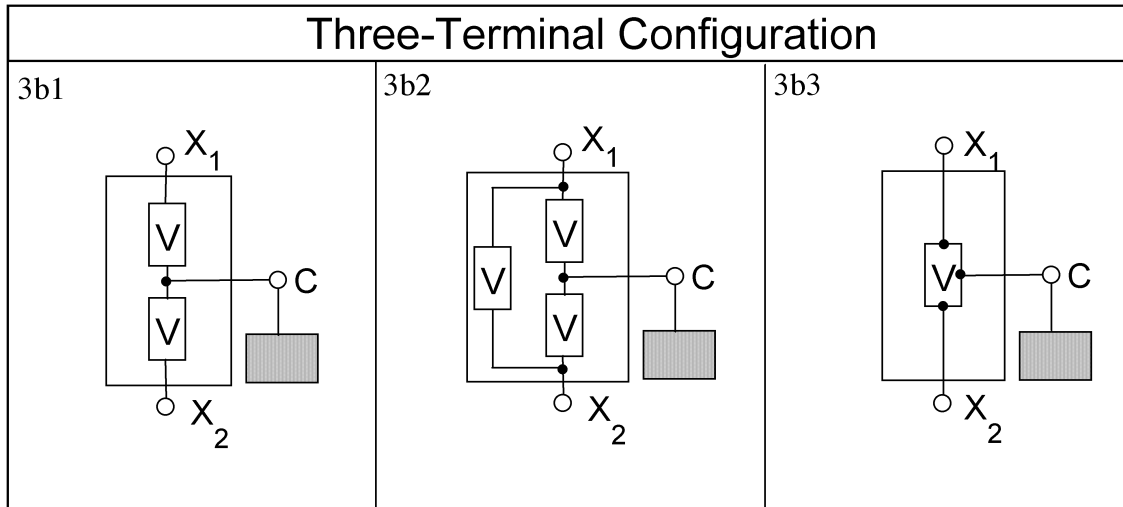 Three-Terminal Configuration
3b1
X1
V
C
V
X2
3b2
X1
V
V
C
V
X2
3b3
X1
V
C
X2